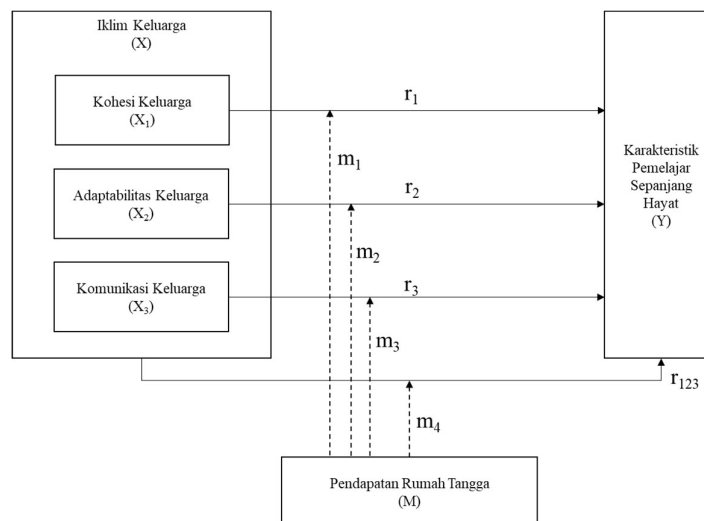 Iklim Keluarga
(X)
Kohesi Keluarga
(X₁)
r₁
m₁
Adaptabilitas Keluarga
(X₂)
r₂
m₂
Komunikasi Keluarga
(X₃)
r₃
m₃
Karakteristik
Pemelajar
Sepanjang
Hayat
(Y)
r₁₂₃
m₄
Pendapatan Rumah Tangga
(M)